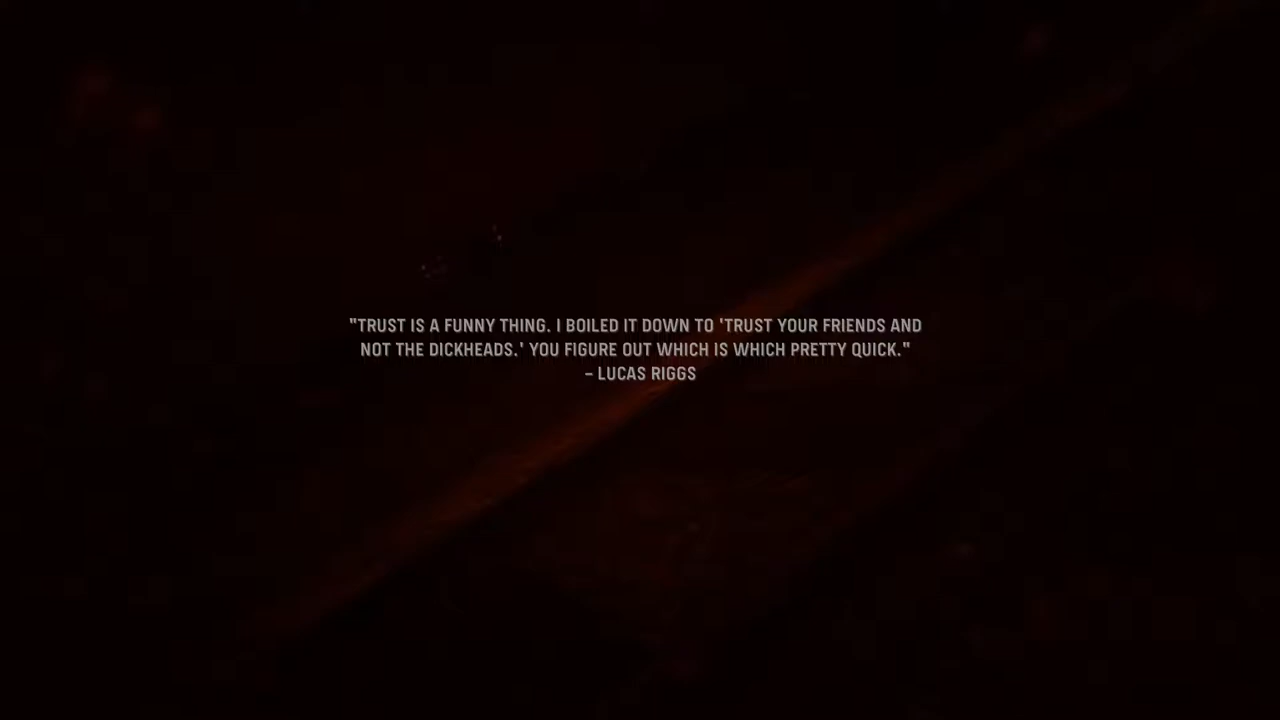 "TRUST IS A FUNNY THING. I BOILED IT DOWN TO 'TRUST YOUR FRIENDS AND
NOT THE DICKHEADS.' YOU FIGURE OUT WHICH IS WHICH PRETTY QUICK."
– LUCAS RIGGS